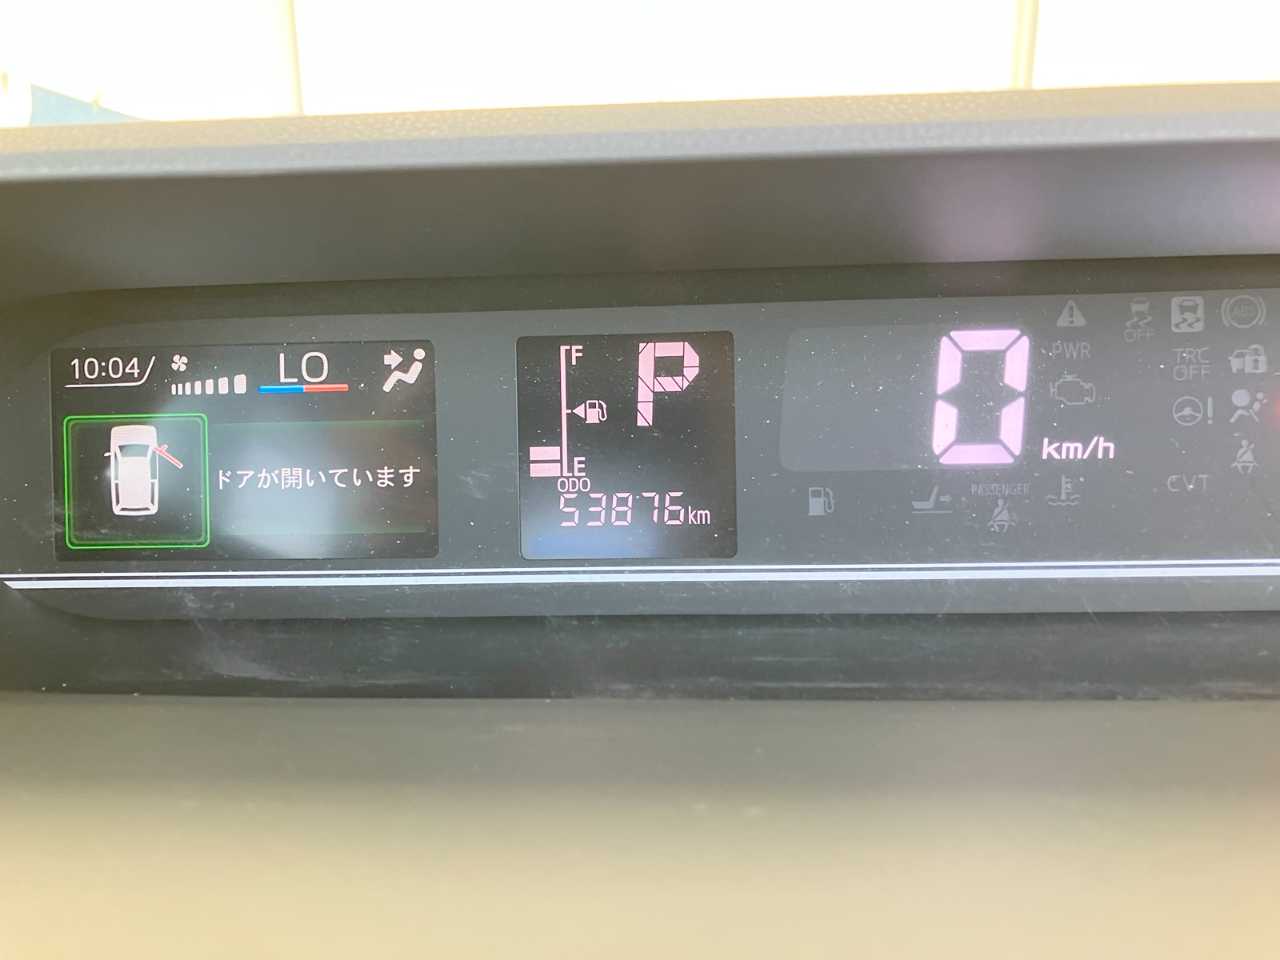 10:04
LO
ドアが開いています
F
P
E
ODO
53876km
0 km/h
PWR
OFF
ABS
TRC
OFF
PASSENGER
CVT